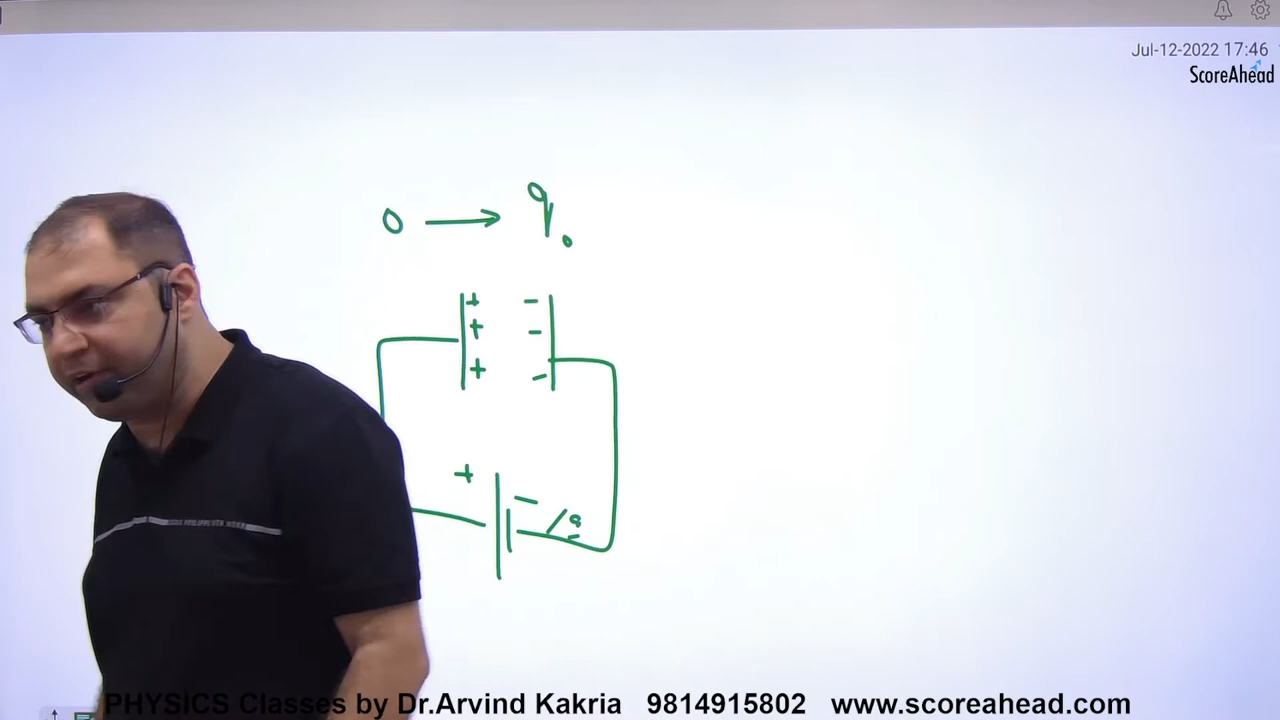 Jul-12-2022 17:46
ScoreAhead
0 → q₀
+ -
+ -
+ -
+ -
PHYSICS Classes by Dr.Arvind Kakria 9814915802 www.scoreahead.com